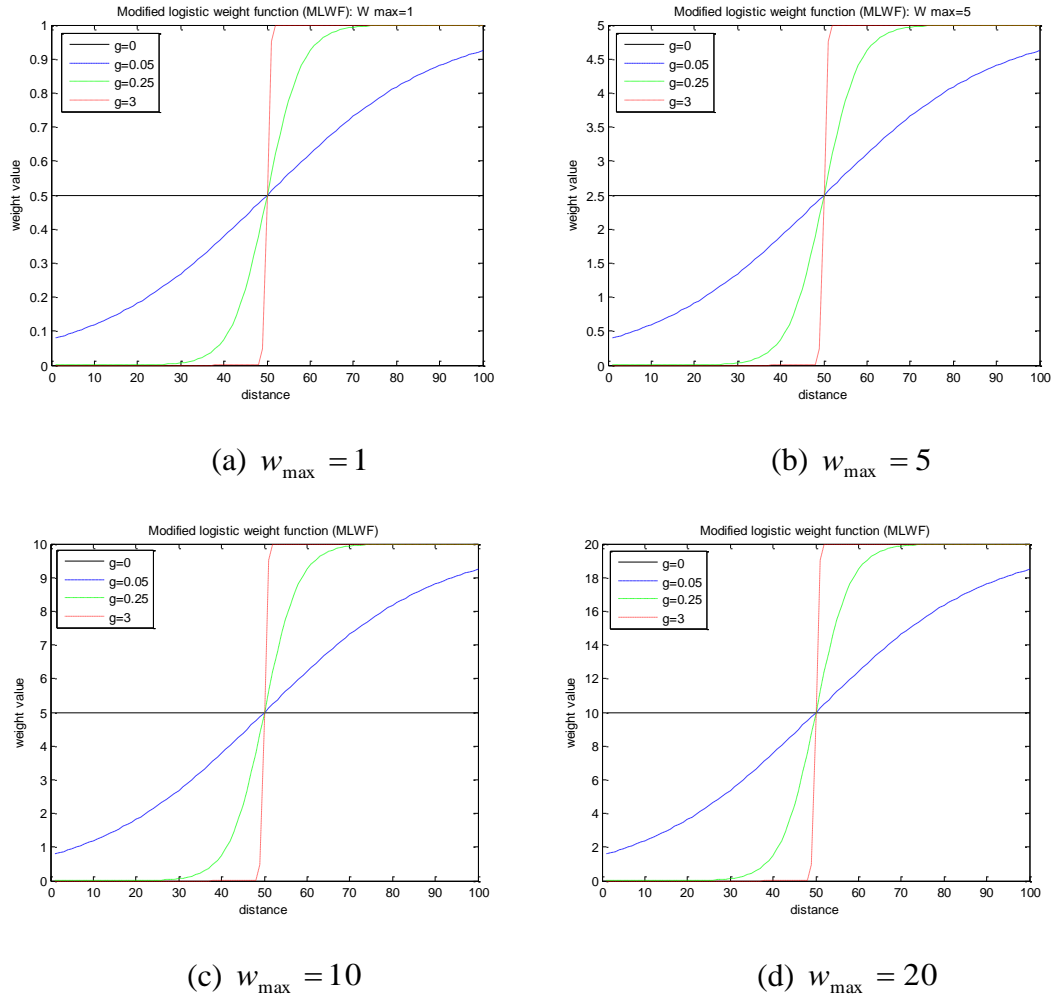 Modified logistic weight function (MLWF): W max=1
g=0
g=0.05
g=0.25
g=3
1
0.9
0.8
0.7
0.6
0.5
0.4
0.3
0.2
0.1
0
weight value
0 10 20 30 40 50 60 70 80 90 100
distance
(a) w_max = 1
Modified logistic weight function (MLWF): W max=5
g=0
g=0.05
g=0.25
g=3
5
4.5
4
3.5
3
2.5
2
1.5
1
0.5
0
weight value
0 10 20 30 40 50 60 70 80 90 100
distance
(b) w_max = 5
Modified logistic weight function (MLWF)
g=0
g=0.05
g=0.25
g=3
10
9
8
7
6
5
4
3
2
1
0
weight value
0 10 20 30 40 50 60 70 80 90 100
distance
(c) w_max = 10
Modified logistic weight function (MLWF)
g=0
g=0.05
g=0.25
g=3
20
18
16
14
12
10
8
6
4
2
0
weight value
0 10 20 30 40 50 60 70 80 90 100
distance
(d) w_max = 20